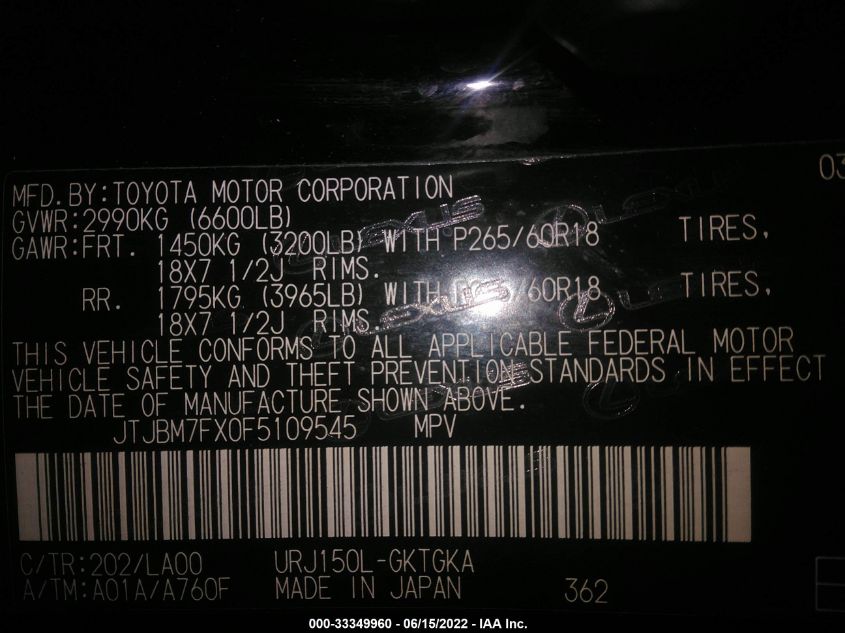 03
MFD.BY:TOYOTA MOTOR CORPORATION
GVWR:2990KG (6600LB)
GAWR:FRT. 1450KG (3200LB) WITH P265/60R18 TIRES,
18X7 1/2J RIMS.
RR. 1795KG (3965LB) WITH P265/60R18 TIRES,
18X7 1/2J RIMS.
THIS VEHICLE CONFORMS TO ALL APPLICABLE FEDERAL MOTOR
VEHICLE SAFETY AND THEFT PREVENTION STANDARDS IN EFFECT
THE DATE OF MANUFACTURE SHOWN ABOVE.
JTJBM7FX0F5109545 MPV
C/TR:202/LA00 URJ150L-GKTGKA
A/TM:A01A/A760F MADE IN JAPAN 362
000-33349960 - 06/15/2022 - IAA Inc.